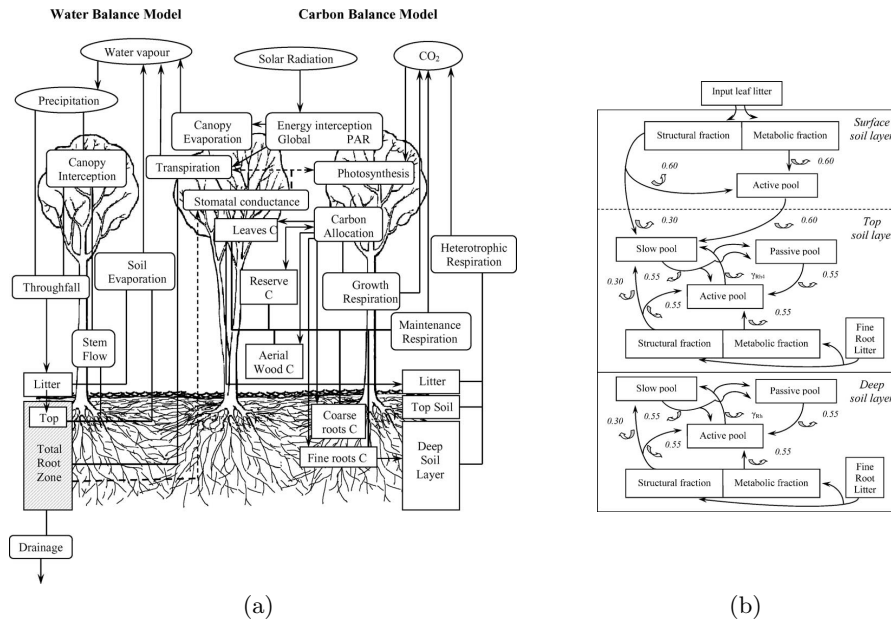 Water Balance Model
Carbon Balance Model
Water vapour
Solar Radiation
CO2
Precipitation
Canopy
Evaporation
Energy interception
Global PAR
Canopy
Interception
Transpiration
Photosynthesis
Stomatal conductance
Leaves C
Carbon
Allocation
Heterotrophic
Respiration
Soil
Evaporation
Throughfall
Reserve
C
Growth
Respiration
Maintenance
Respiration
Stem
Flow
Aerial
Wood C
Litter
Litter
Top
Top Soil
Coarse
roots C
Total
Root
Zone
Fine roots C
Deep
Soil
Layer
Drainage
(a)
Input leaf litter
Surface
soil layer
Structural fraction
Metabolic fraction
0.60
0.60
Active pool
0.30
0.60
Top
soil layer
Slow pool
Passive pool
0.30
0.55
γRh4
0.55
Active pool
0.55
0.55
Structural fraction
Metabolic fraction
Fine
Root
Litter
Deep
soil layer
Slow pool
Passive pool
0.30
0.55
γRh
0.55
Active pool
0.55
0.55
Structural fraction
Metabolic fraction
Fine
Root
Litter
(b)